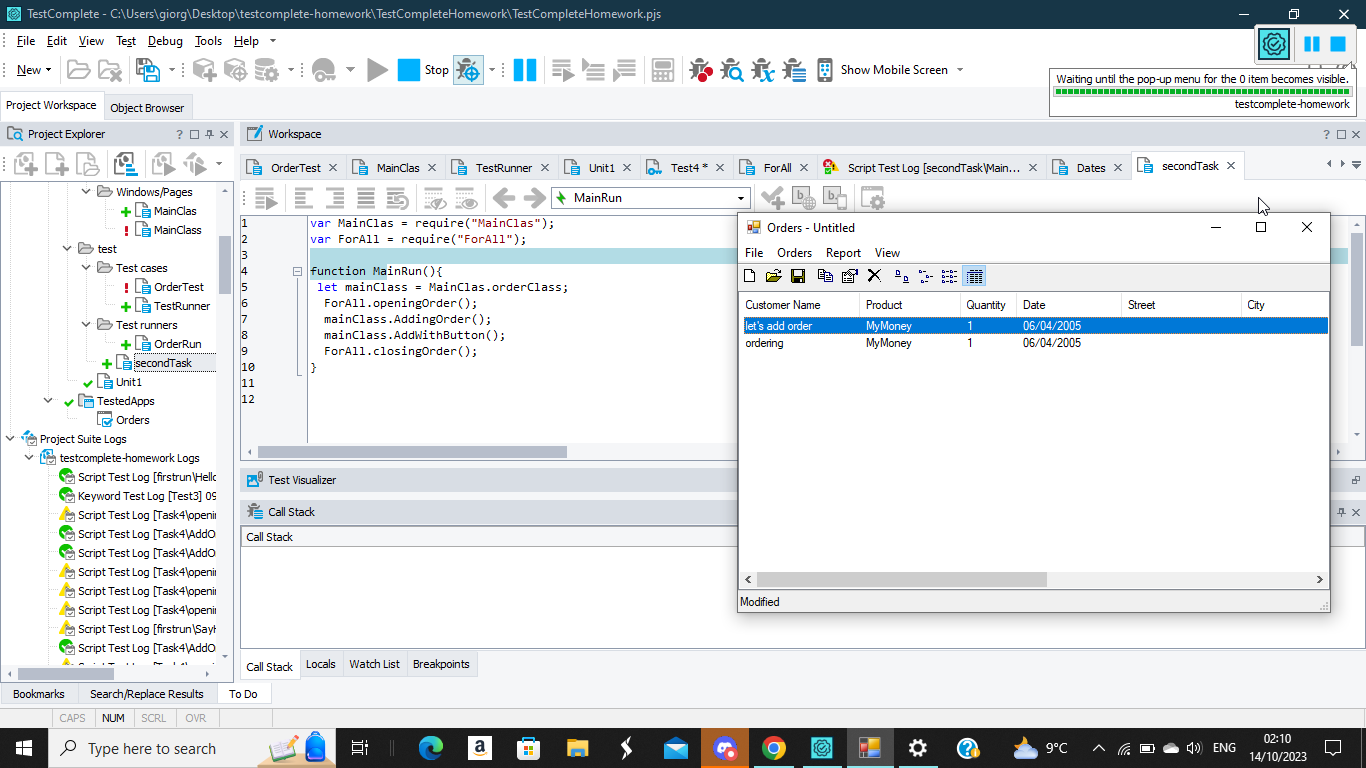 TestComplete - C:\Users\giorg\Desktop\testcomplete-homework\TestCompleteHomework\TestCompleteHomework.pjs
File Edit View Test Debug Tools Help
New Stop Show Mobile Screen
Waiting until the pop-up menu for the 0 item becomes visible.
testcomplete-homework
Project Workspace Object Browser
Project Explorer
Workspace
OrderTest MainClas TestRunner Unit1 Test4 * ForAll Script Test Log [secondTask\Main... Dates secondTask
MainRun
Windows/Pages
MainClas
MainClass
test
Test cases
OrderTest
TestRunner
Test runners
OrderRun
secondTask
Unit1
TestedApps
Orders
Project Suite Logs
testcomplete-homework Logs
Script Test Log [firstrun\Hello
Keyword Test Log [Test3] 09
Script Test Log [Task4\openin
Script Test Log [Task4\AddO
Script Test Log [Task4\AddO
Script Test Log [Task4\openin
Script Test Log [Task4\openin
Script Test Log [Task4\openin
Script Test Log [firstrun\SayH
Script Test Log [Task4\AddO
1 var MainClas = require("MainClas");
2 var ForAll = require("ForAll");
3
4 function MainRun(){
5 let mainClass = MainClas.orderClass;
6 ForAll.openingOrder();
7 mainClass.AddingOrder();
8 mainClass.AddWithButton();
9 ForAll.closingOrder();
10 }
11
12
Orders - Untitled
File Orders Report View
Customer Name Product Quantity Date Street City
let's add order MyMoney 1 06/04/2005
ordering MyMoney 1 06/04/2005
Modified
Test Visualizer
Call Stack
Call Stack
Call Stack Locals Watch List Breakpoints
Bookmarks Search/Replace Results To Do
CAPS NUM SCRL OVR
Type here to search
9°C
ENG
02:10
14/10/2023